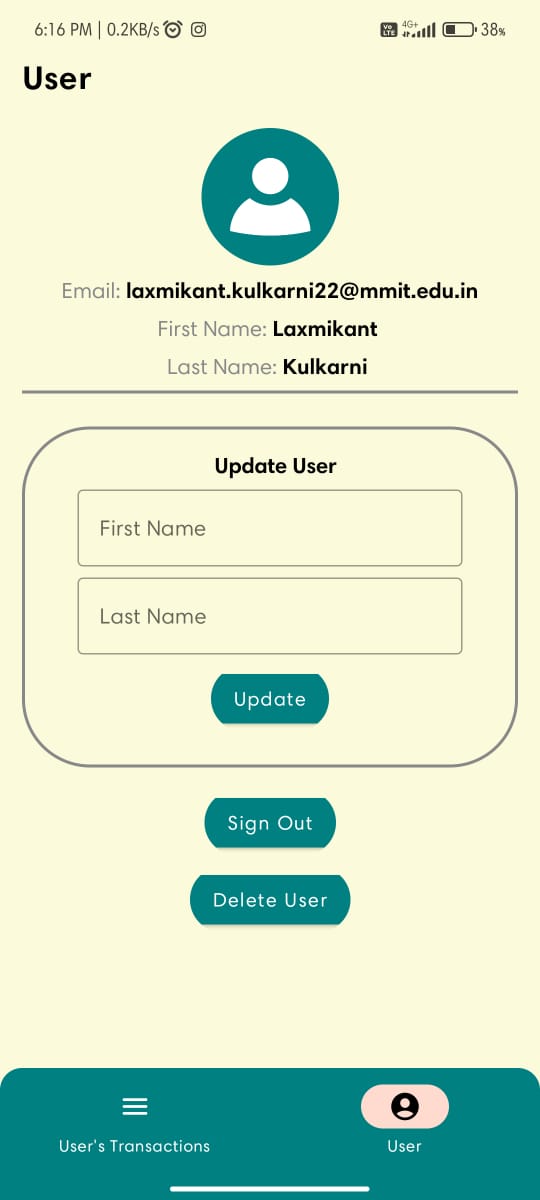 6:16 PM | 0.2KB/s
Vo LTE 4G+ 38%
User
Email: laxmikant.kulkarni22@mmit.edu.in
First Name: Laxmikant
Last Name: Kulkarni
Update User
First Name
Last Name
Update
Sign Out
Delete User
User's Transactions
User